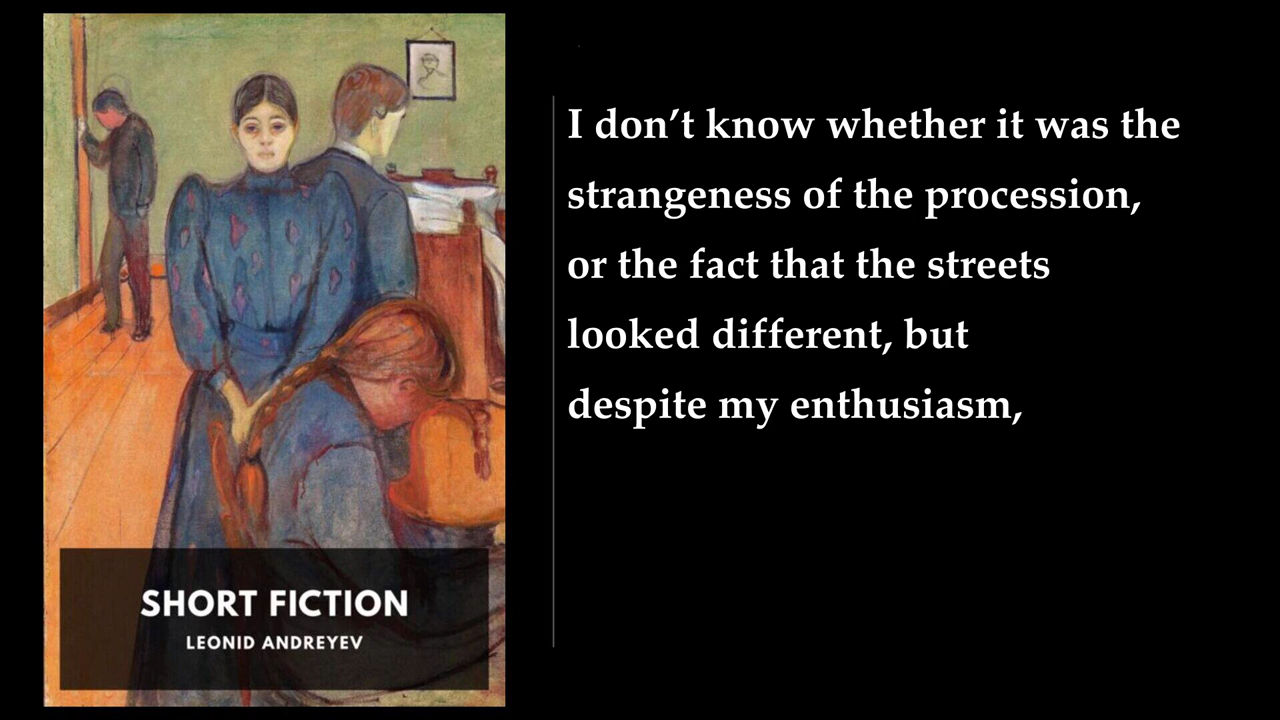 I don’t know whether it was the
strangeness of the procession,
or the fact that the streets
looked different, but
despite my enthusiasm,
SHORT FICTION
LEONID ANDREYEV